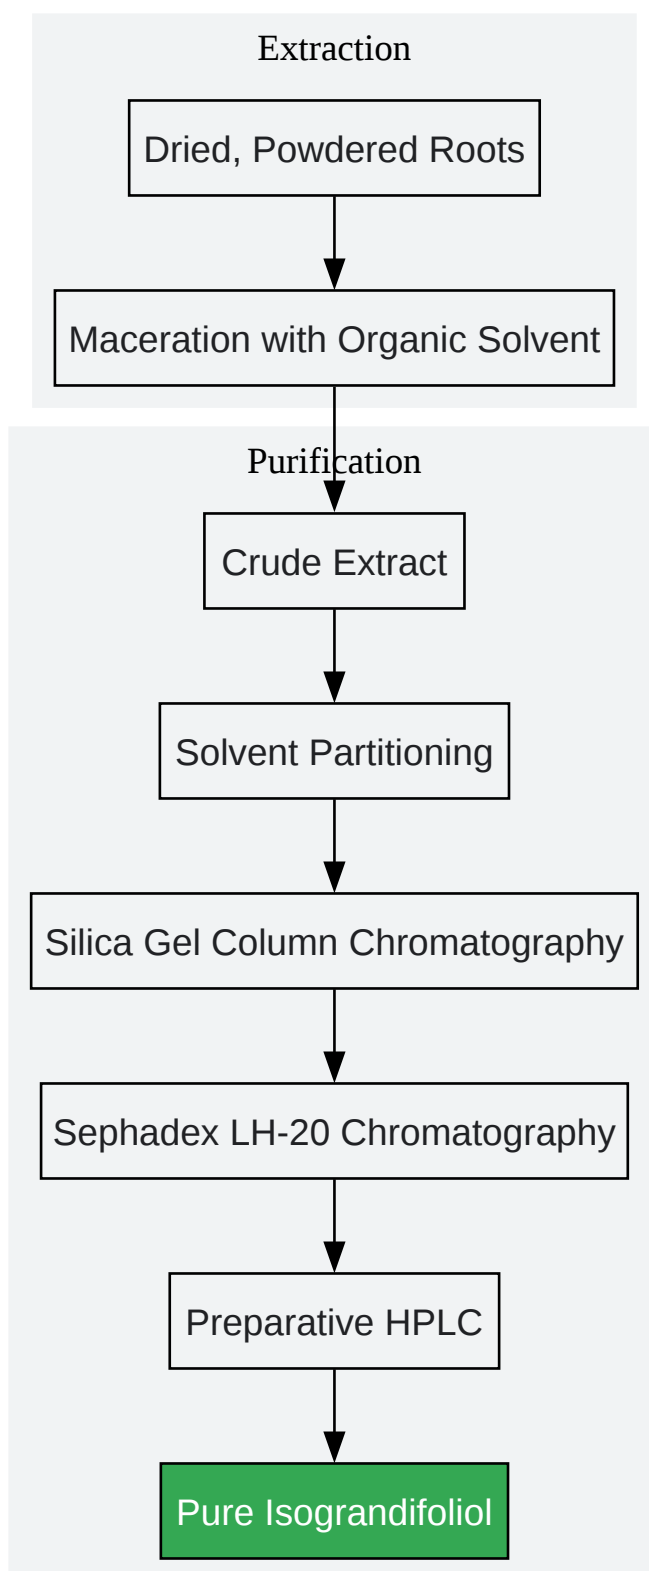 Extraction
Dried, Powdered Roots
Maceration with Organic Solvent
Purification
Crude Extract
Solvent Partitioning
Silica Gel Column Chromatography
Sephadex LH-20 Chromatography
Preparative HPLC
Pure Isograndifoliol